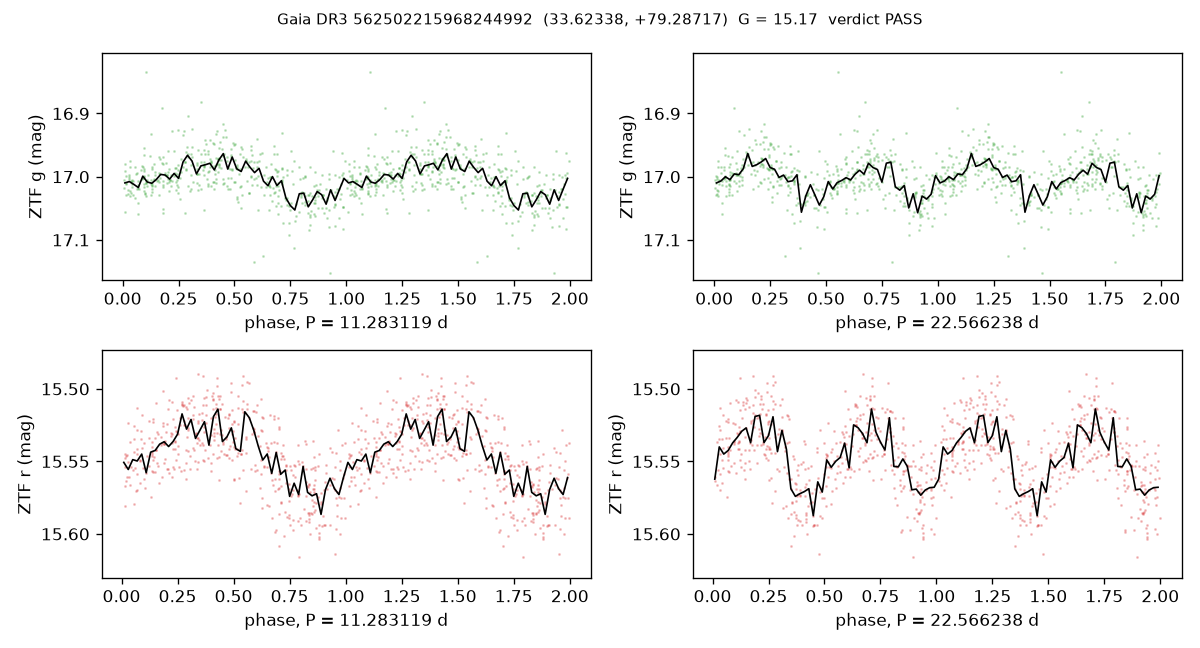 Gaia DR3 562502215968244992 (33.62338, +79.28717) G = 15.17 verdict PASS
ZTF g (mag)
16.9
17.0
17.1
0.00 0.25 0.50 0.75 1.00 1.25 1.50 1.75 2.00
phase, P = 11.283119 d
ZTF g (mag)
16.9
17.0
17.1
0.00 0.25 0.50 0.75 1.00 1.25 1.50 1.75 2.00
phase, P = 22.566238 d
ZTF r (mag)
15.50
15.55
15.60
0.00 0.25 0.50 0.75 1.00 1.25 1.50 1.75 2.00
phase, P = 11.283119 d
ZTF r (mag)
15.50
15.55
15.60
0.00 0.25 0.50 0.75 1.00 1.25 1.50 1.75 2.00
phase, P = 22.566238 d